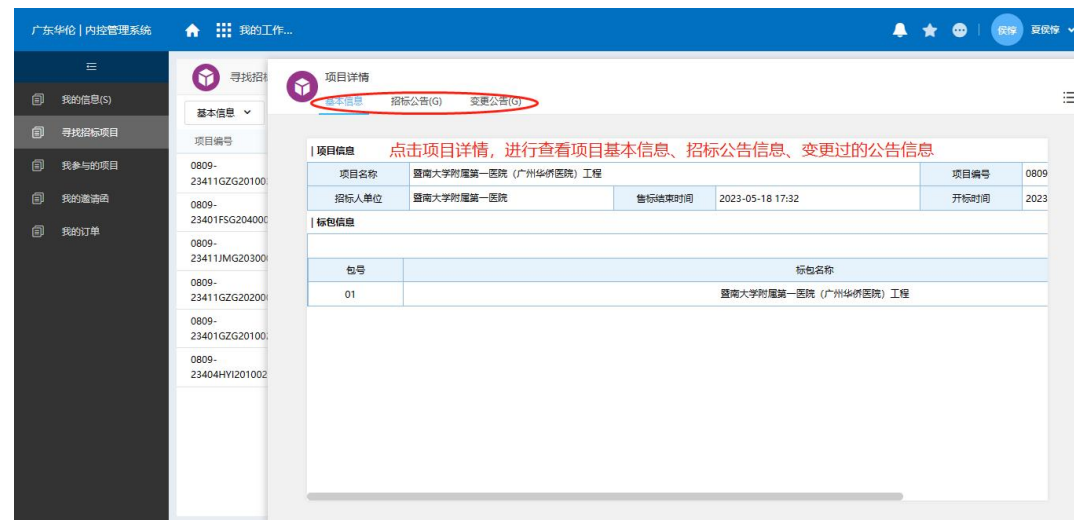 广东华伦 | 内控管理系统
我的工作...
侯惇
夏侯惇
我的信息(S)
寻找招标项目
我参与的项目
我的邀请函
我的订单
寻找招标
基本信息
项目编号
0809-
23411GZG20100
0809-
23401FSG204000
0809-
23411JMG20300
0809-
23411GZG20200
0809-
23401GZG20100
0809-
23404HYI201002
项目详情
基本信息 招标公告(G) 变更公告(G)
点击项目详情，进行查看项目基本信息、招标公告信息、变更过的公告信息
| 项目信息
项目名称 暨南大学附属第一医院（广州华侨医院）工程 项目编号 0809
招标人单位 暨南大学附属第一医院 售标结束时间 2023-05-18 17:32 开标时间 2023
| 标包信息
包号 标包名称
01 暨南大学附属第一医院（广州华侨医院）工程